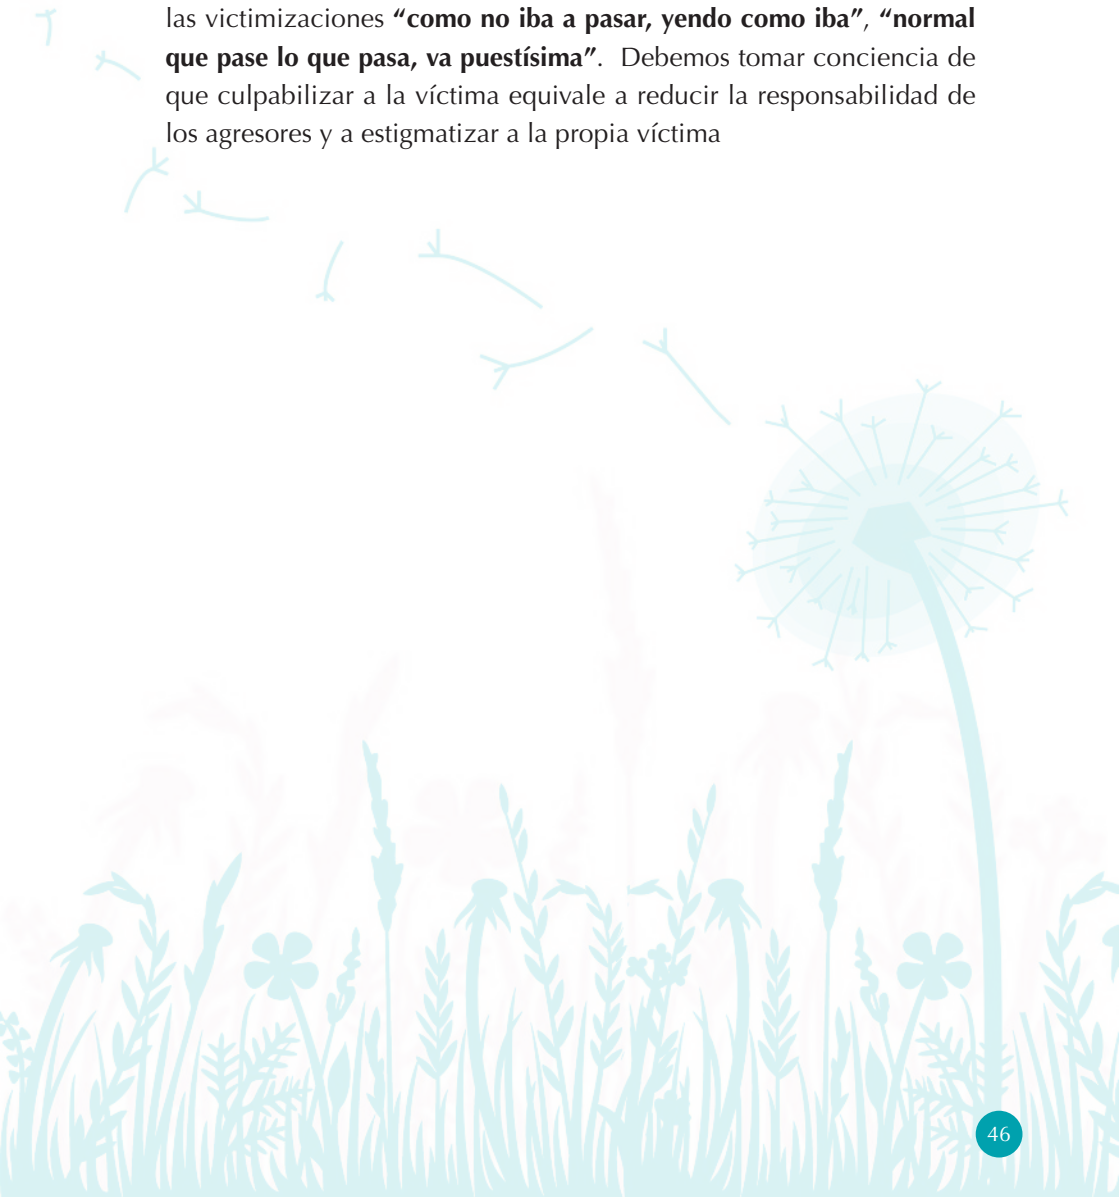 las victimizaciones “como no iba a pasar, yendo como iba”, “normal
que pase lo que pasa, va puestísima”.  Debemos tomar conciencia de
que culpabilizar a la víctima equivale a reducir la responsabilidad de
los agresores y a estigmatizar a la propia víctima
46